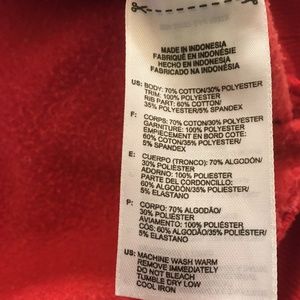 MADE IN INDONESIA
FABRIQUÉ EN INDONÉSIE
HECHO EN INDONESIA
FABRICADO NA INDONÉSIA
US: BODY: 70% COTTON/30% POLYESTER
TRIM: 100% POLYESTER
RIB PART: 60% COTTON/
35% POLYESTER/5% SPANDEX
F: CORPS: 70% COTON/30% POLYESTER
GARNITURE: 100% POLYESTER
EMPIECEMENT EN BORD COTE:
60% COTON/35% POLYESTER/
5% SPANDEX
E: CUERPO (TRONCO): 70% ALGODÓN/
30% POLIÉSTER
ADORNO: 100% POLIÉSTER
PARTE DEL CORDONCILLO:
60% ALGODÓN/35% POLIÉSTER/
5% ELASTANO
P: CORPO: 70% ALGODÃO/
30% POLIÉSTER
AVIAMENTO: 100% POLIÉSTER
CÓS: 60% ALGODÃO/35% POLIÉSTER/
5% ELASTANO
US: MACHINE WASH WARM
REMOVE IMMEDIATELY
DO NOT BLEACH
TUMBLE DRY LOW
COOL IRON